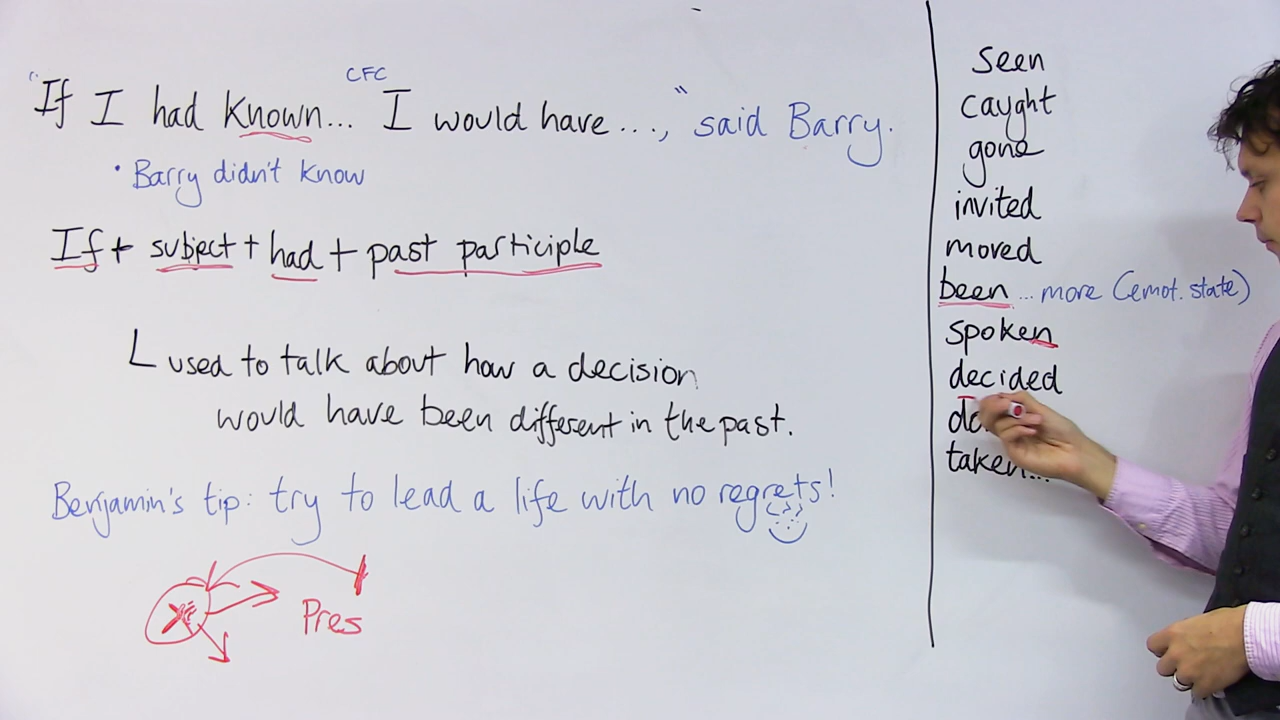 CFC
"If I had known... I would have...," said Barry.
• Barry didn't know
If + subject + had + past participle
used to talk about how a decision
would have been different in the past.
Benjamin's tip: try to lead a life with no regrets!
Pres
seen
caught
gone
invited
moved
been ... more (emot. state)
spoken
decided
taken...